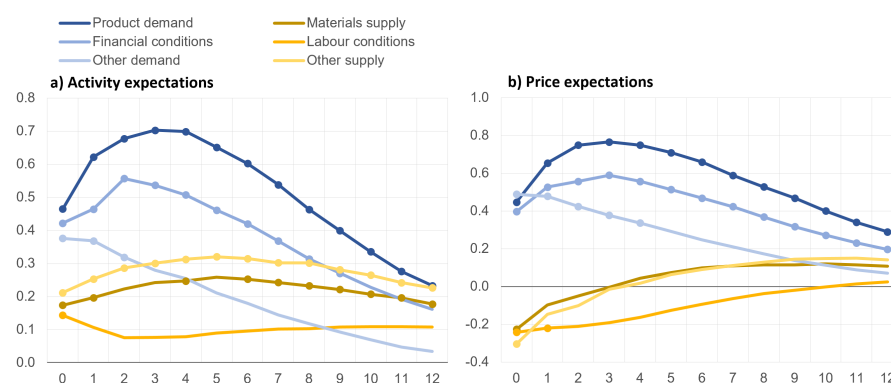 Product demand
Materials supply
Financial conditions
Labour conditions
Other demand
Other supply
a) Activity expectations
0.8
0.7
0.6
0.5
0.4
0.3
0.2
0.1
0.0
0 1 2 3 4 5 6 7 8 9 10 11 12
b) Price expectations
1.0
0.8
0.6
0.4
0.2
0.0
-0.2
-0.4
0 1 2 3 4 5 6 7 8 9 10 11 12